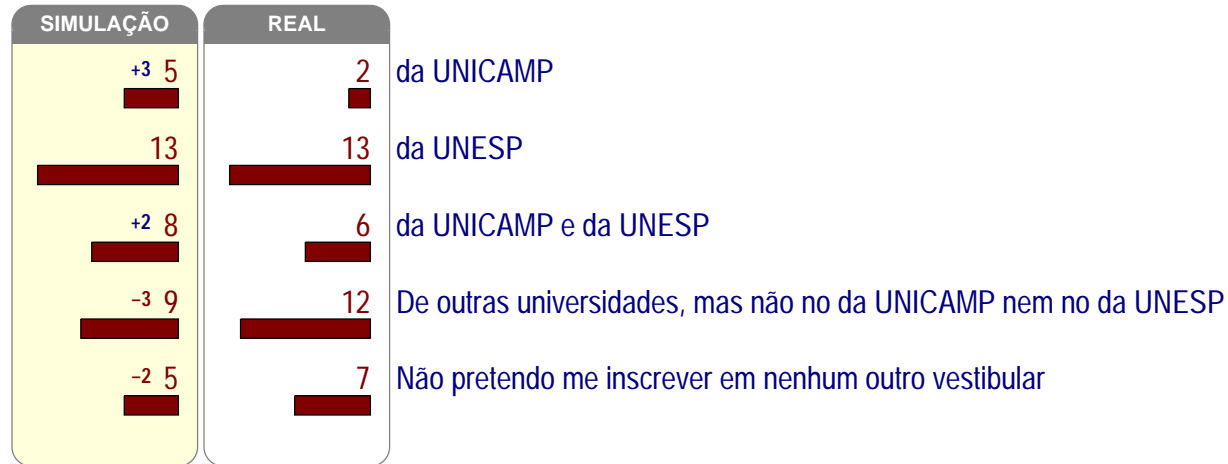 SIMULAÇÃO REAL
+3 5 2 da UNICAMP
13 13 da UNESP
+2 8 6 da UNICAMP e da UNESP
−3 9 12 De outras universidades, mas não no da UNICAMP nem no da UNESP
−2 5 7 Não pretendo me inscrever em nenhum outro vestibular